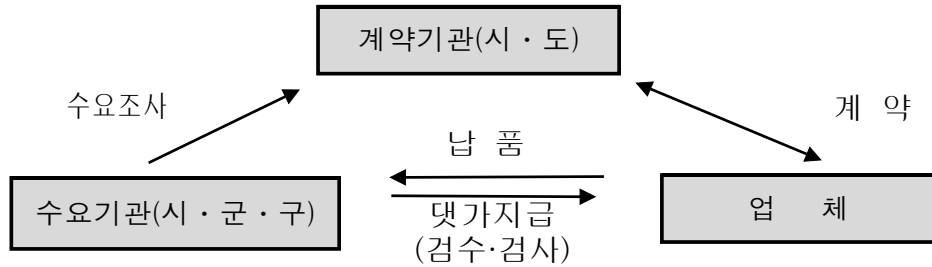 계약기관(시・도)
수요조사
계 약
납 품
수요기관(시・군・구)
업 체
댓가지급
(검수·검사)